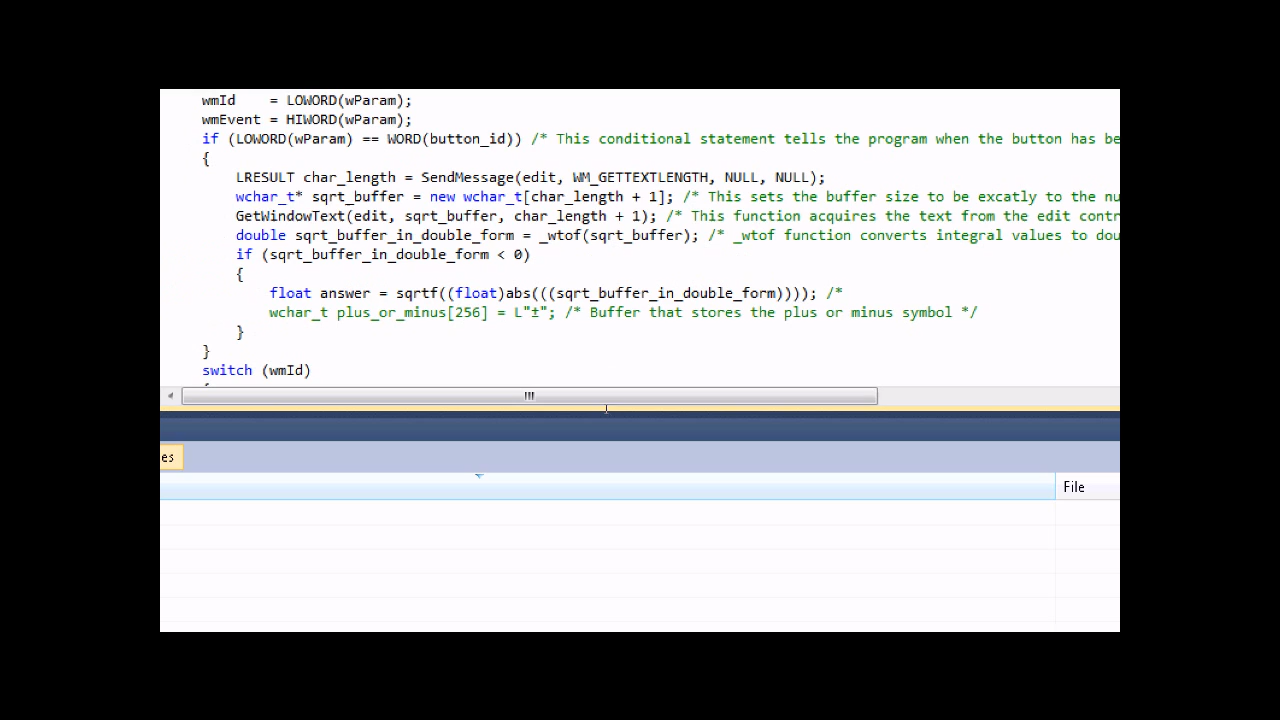 wmId    = LOWORD(wParam);
wmEvent = HIWORD(wParam);
if (LOWORD(wParam) == WORD(button_id)) /* This conditional statement tells the program when the button has be
{
LRESULT char_length = SendMessage(edit, WM_GETTEXTLENGTH, NULL, NULL);
wchar_t* sqrt_buffer = new wchar_t[char_length + 1]; /* This sets the buffer size to be excatly to the nu
GetWindowText(edit, sqrt_buffer, char_length + 1); /* This function acquires the text from the edit contr
double sqrt_buffer_in_double_form = _wtof(sqrt_buffer); /* _wtof function converts integral values to dou
if (sqrt_buffer_in_double_form < 0)
{
float answer = sqrtf((float)abs(((sqrt_buffer_in_double_form)))); /*
wchar_t plus_or_minus[256] = L"±"; /* Buffer that stores the plus or minus symbol */
}
}
switch (wmId)
es
File